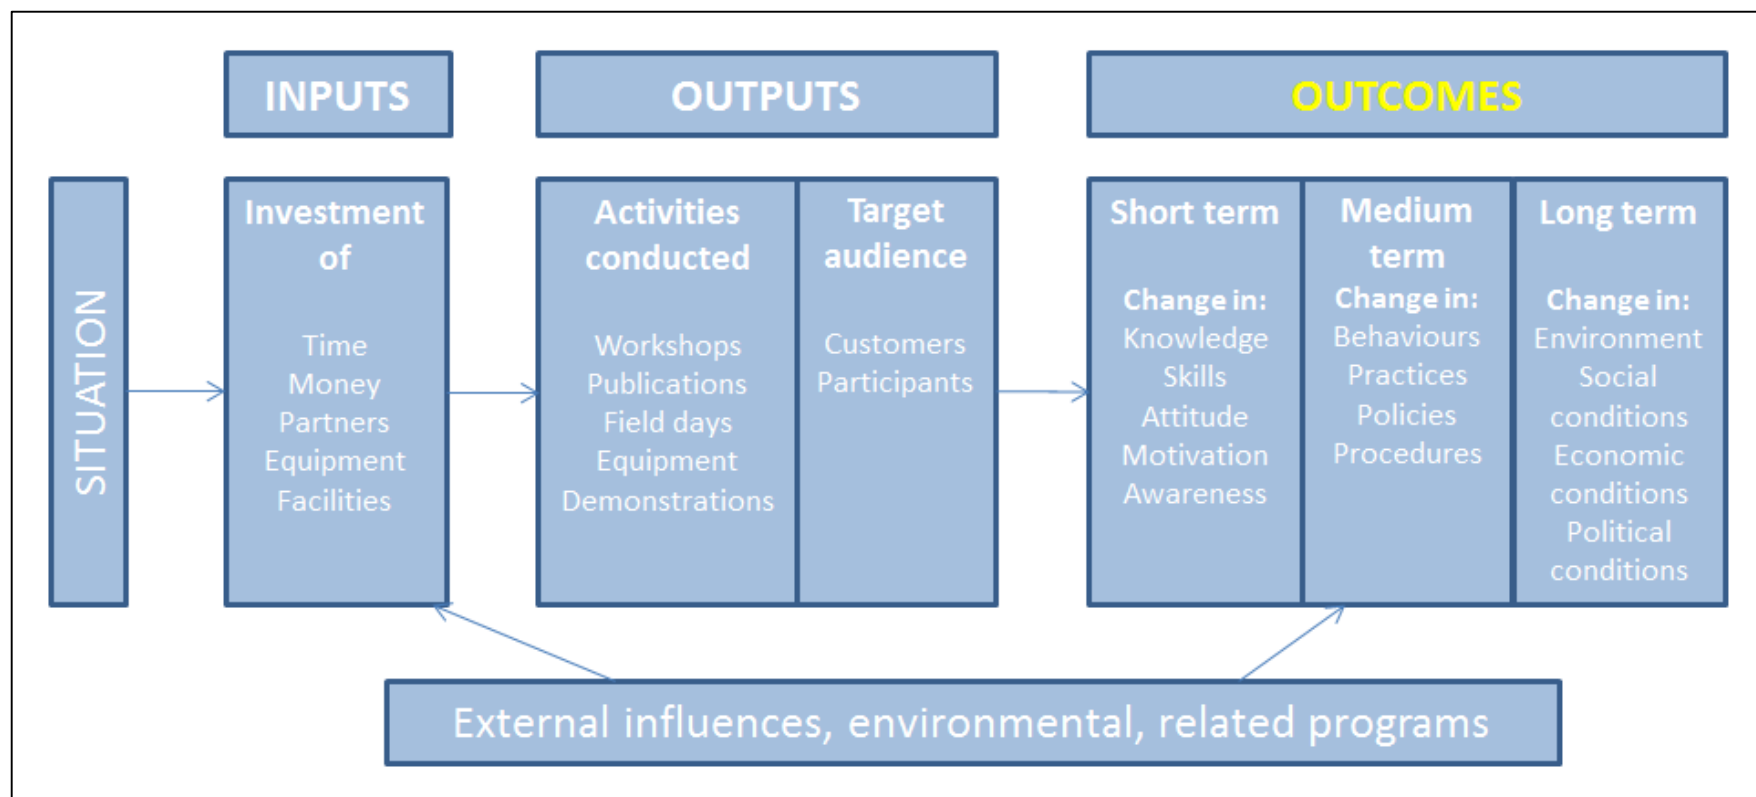 INPUTS
OUTPUTS
OUTCOMES
SITUATION
Investment
of
Time
Money
Partners
Equipment
Facilities
Activities
conducted
Workshops
Publications
Field days
Equipment
Demonstrations
Target
audience
Customers
Participants
Short term
Change in:
Knowledge
Skills
Attitude
Motivation
Awareness
Medium
term
Change in:
Behaviours
Practices
Policies
Procedures
Long term
Change in:
Environment
Social
conditions
Economic
conditions
Political
conditions
External influences, environmental, related programs